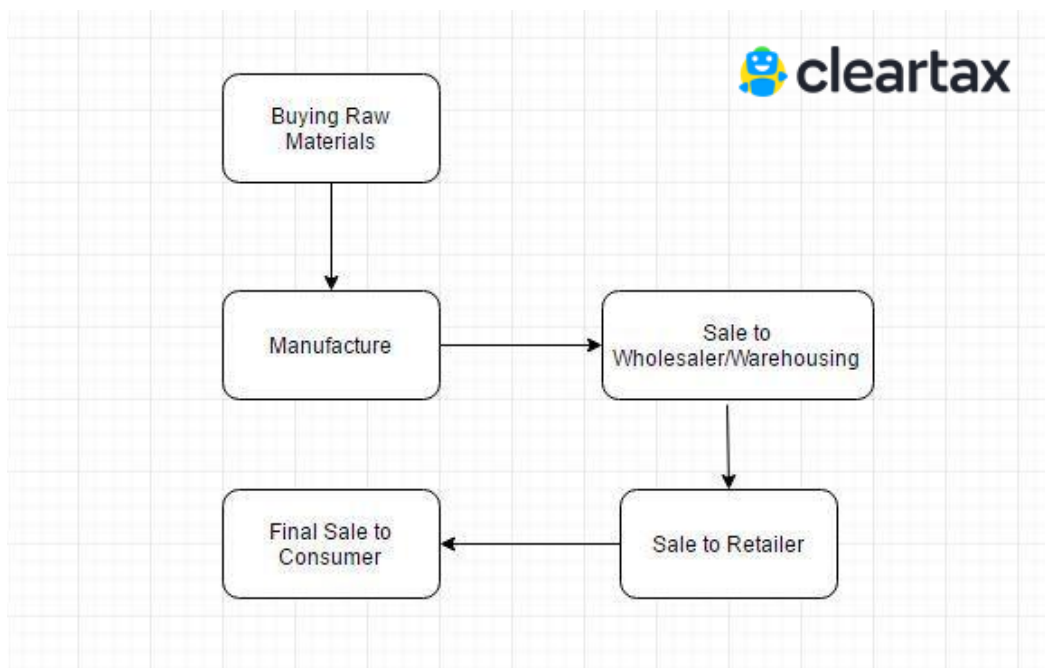 cleartax
Buying Raw
Materials
Manufacture
Sale to
Wholesaler/Warehousing
Final Sale to
Consumer
Sale to Retailer